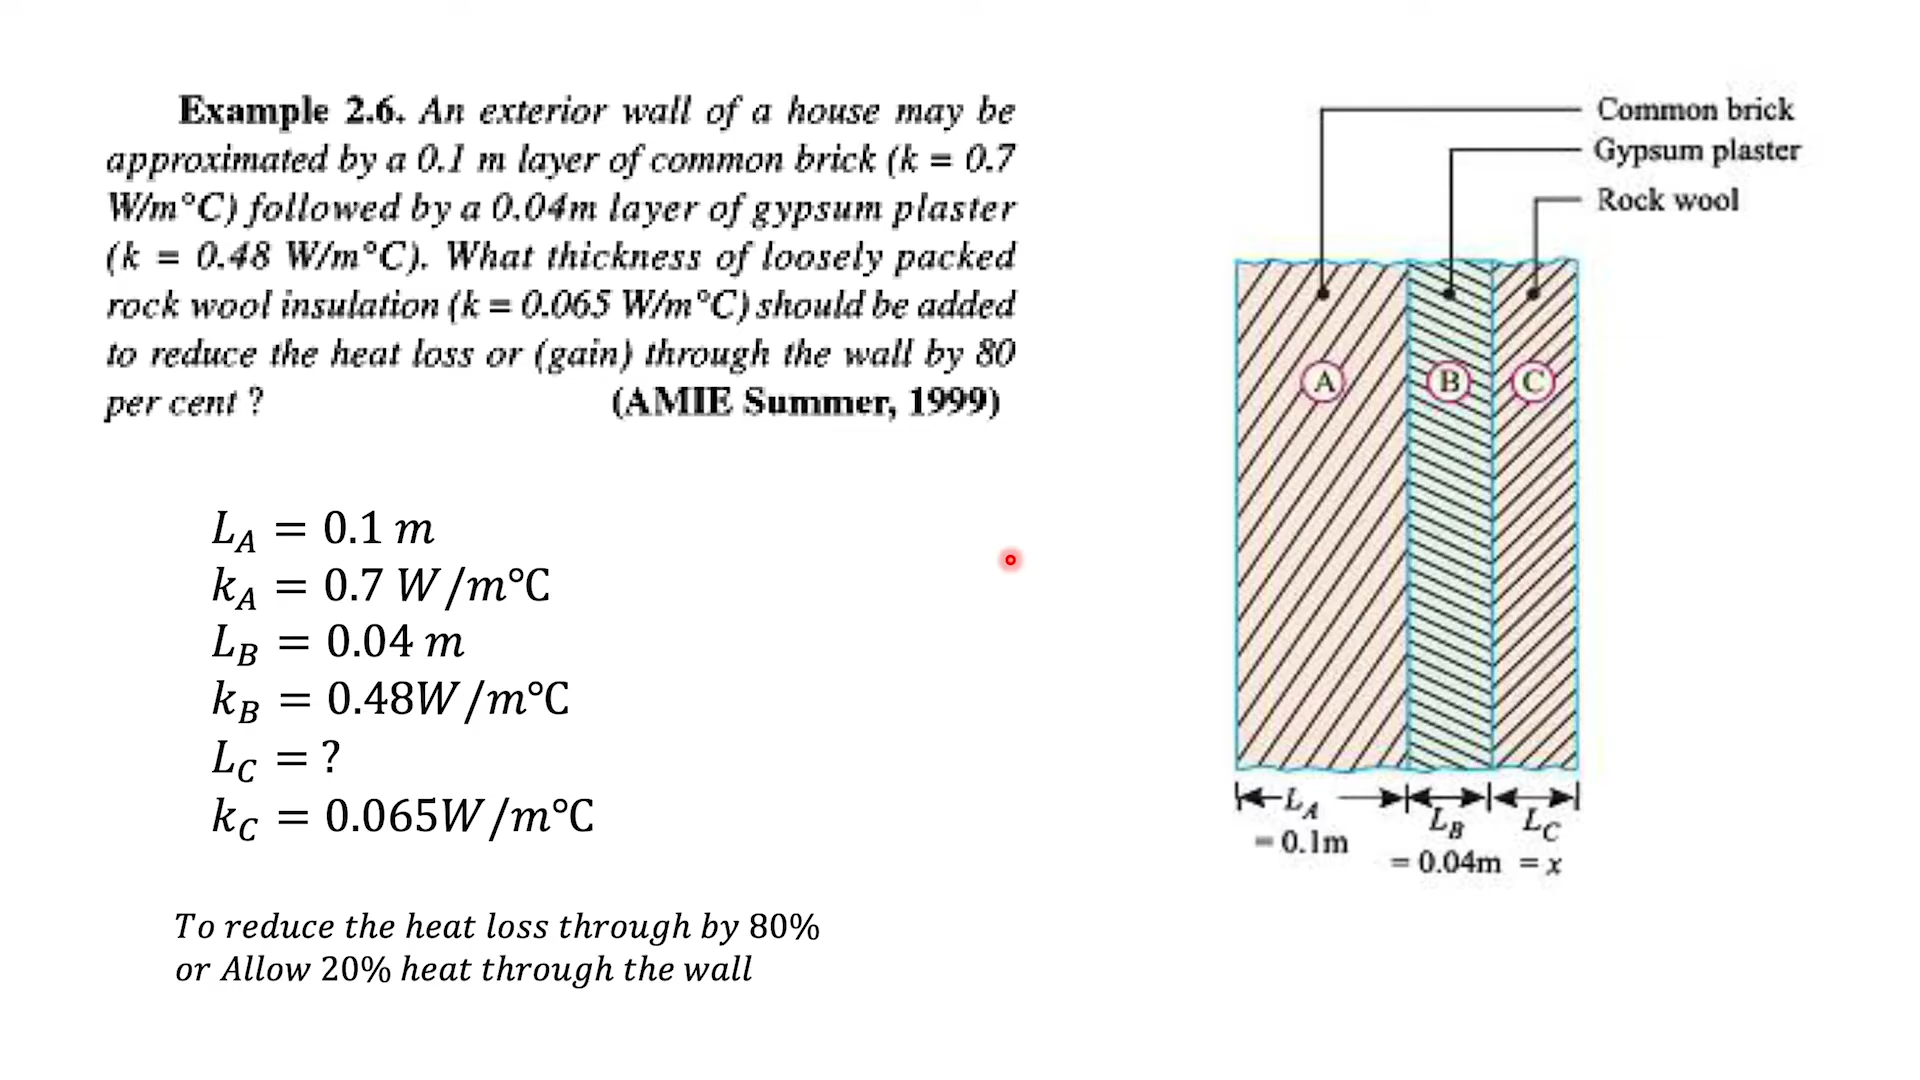 Example 2.6. An exterior wall of a house may be
approximated by a 0.1 m layer of common brick (k = 0.7
W/m°C) followed by a 0.04m layer of gypsum plaster
(k = 0.48 W/m°C). What thickness of loosely packed
rock wool insulation (k = 0.065 W/m°C) should be added
to reduce the heat loss or (gain) through the wall by 80
per cent ? (AMIE Summer, 1999)
L_A = 0.1 m
k_A = 0.7 W/m°C
L_B = 0.04 m
k_B = 0.48W/m°C
L_C = ?
k_C = 0.065W/m°C
To reduce the heat loss through by 80%
or Allow 20% heat through the wall
Common brick
Gypsum plaster
Rock wool
A B C
L_A L_B L_C
= 0.1m = 0.04m = x